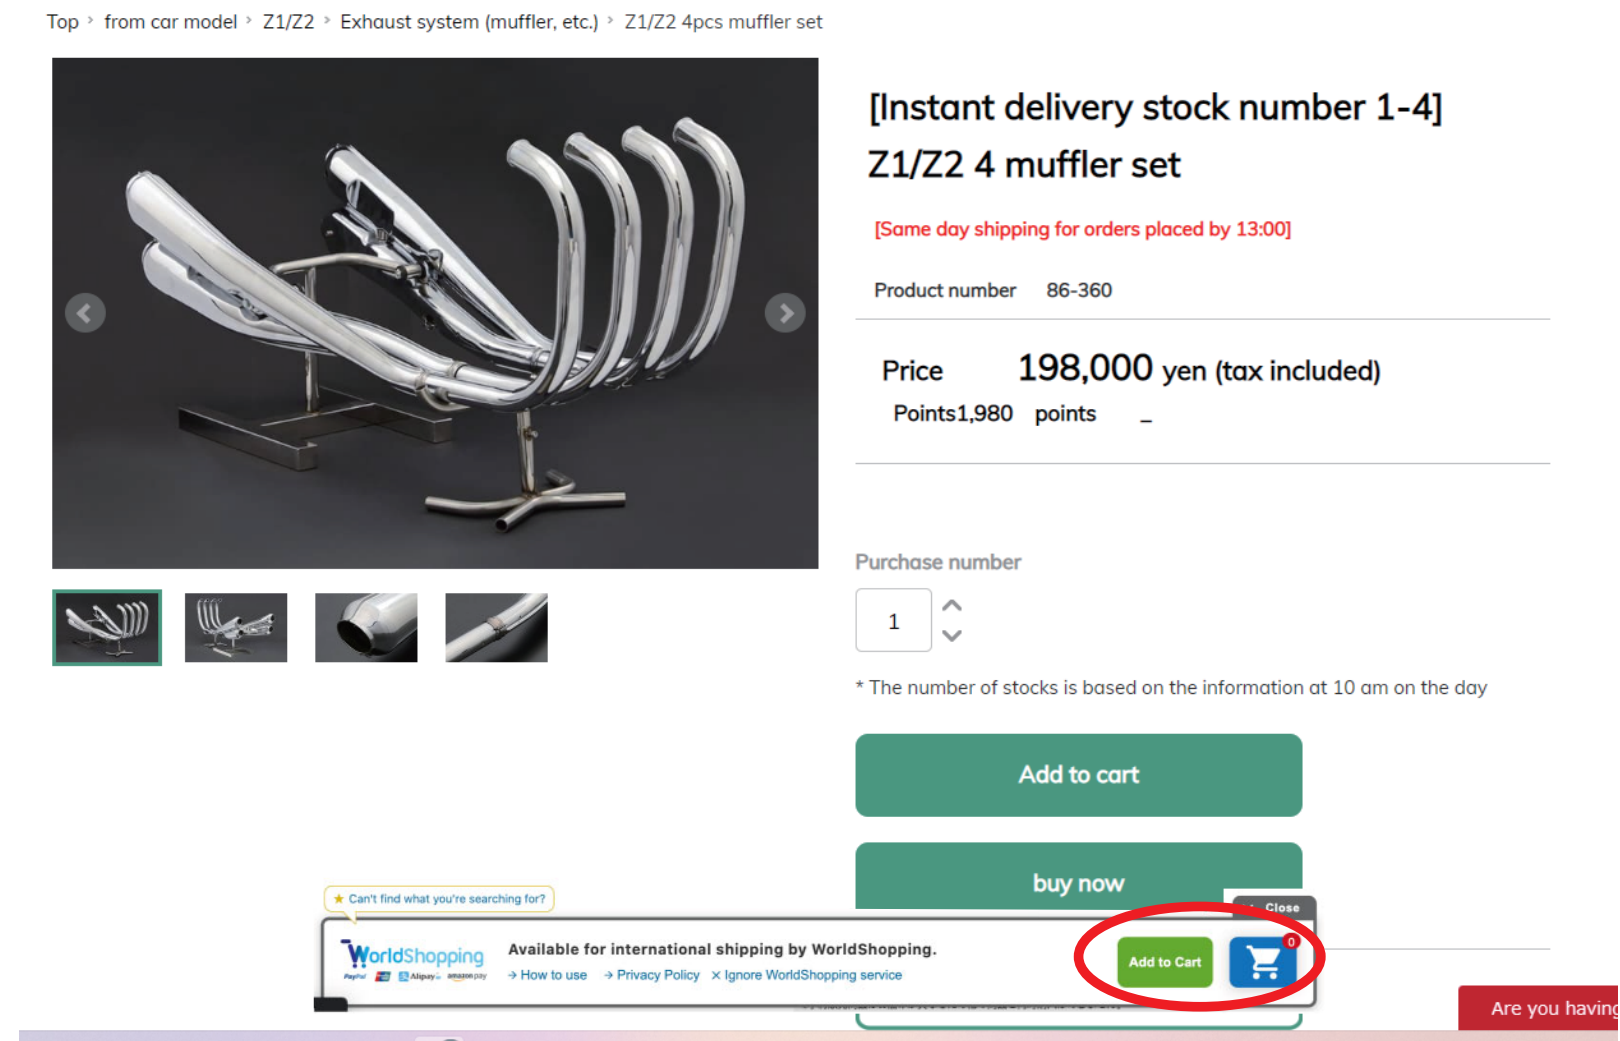 Top > from car model > Z1/Z2 > Exhaust system (muffler, etc.) > Z1/Z2 4pcs muffler set
[Instant delivery stock number 1-4]
Z1/Z2 4 muffler set
[Same day shipping for orders placed by 13:00]
Product number 86-360
Price 198,000 yen (tax included)
Points1,980 points _
Purchase number
1
* The number of stocks is based on the information at 10 am on the day
Add to cart
buy now
★ Can't find what you're searching for?
Close
WorldShopping
PayPal Alipay amazon pay
Available for international shipping by WorldShopping.
→ How to use → Privacy Policy × Ignore WorldShopping service
Add to Cart
0
Are you having